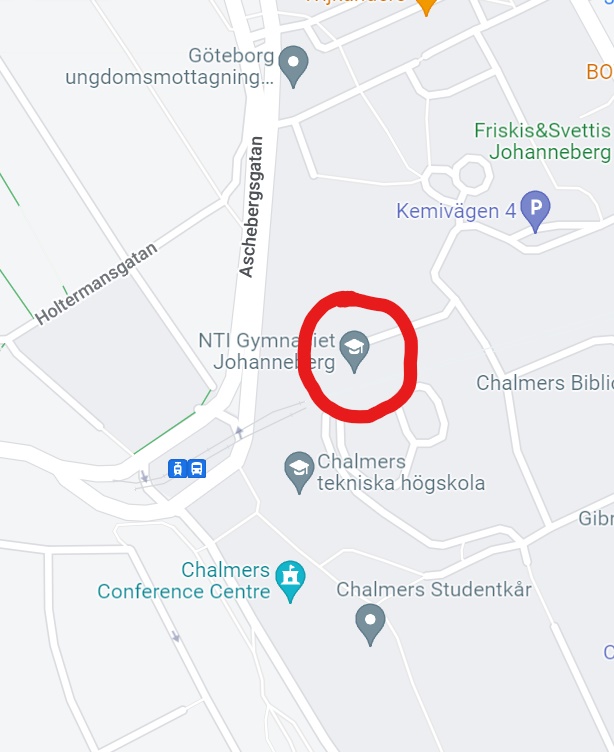 Göteborg
ungdomsmottagning...
BO
Friskis&Svettis
Johanneberg
Aschebergsgatan
Kemivägen 4
P
Holtermansgatan
NTI Gymnasiet
Johanneberg
Chalmers Biblio
Chalmers
tekniska högskola
Gibr
Chalmers
Conference Centre
Chalmers Studentkår